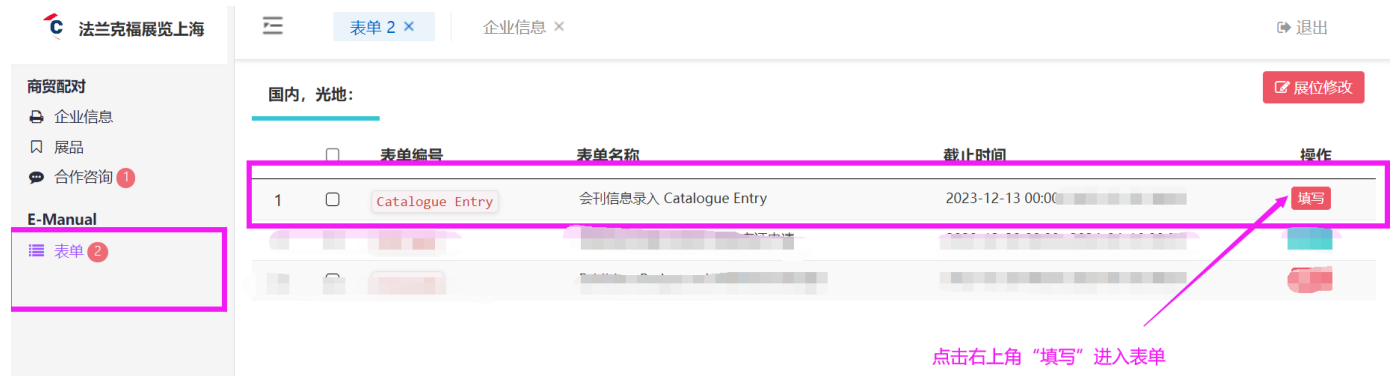 法兰克福展览上海
表单 2 ×
企业信息 ×
退出
商贸配对
企业信息
展品
合作咨询 1
E-Manual
表单 2
国内，光地：
展位修改
表单编号 表单名称 截止时间 操作
1 Catalogue Entry 会刊信息录入 Catalogue Entry 2023-12-13 00:00 填写
点击右上角“填写”进入表单